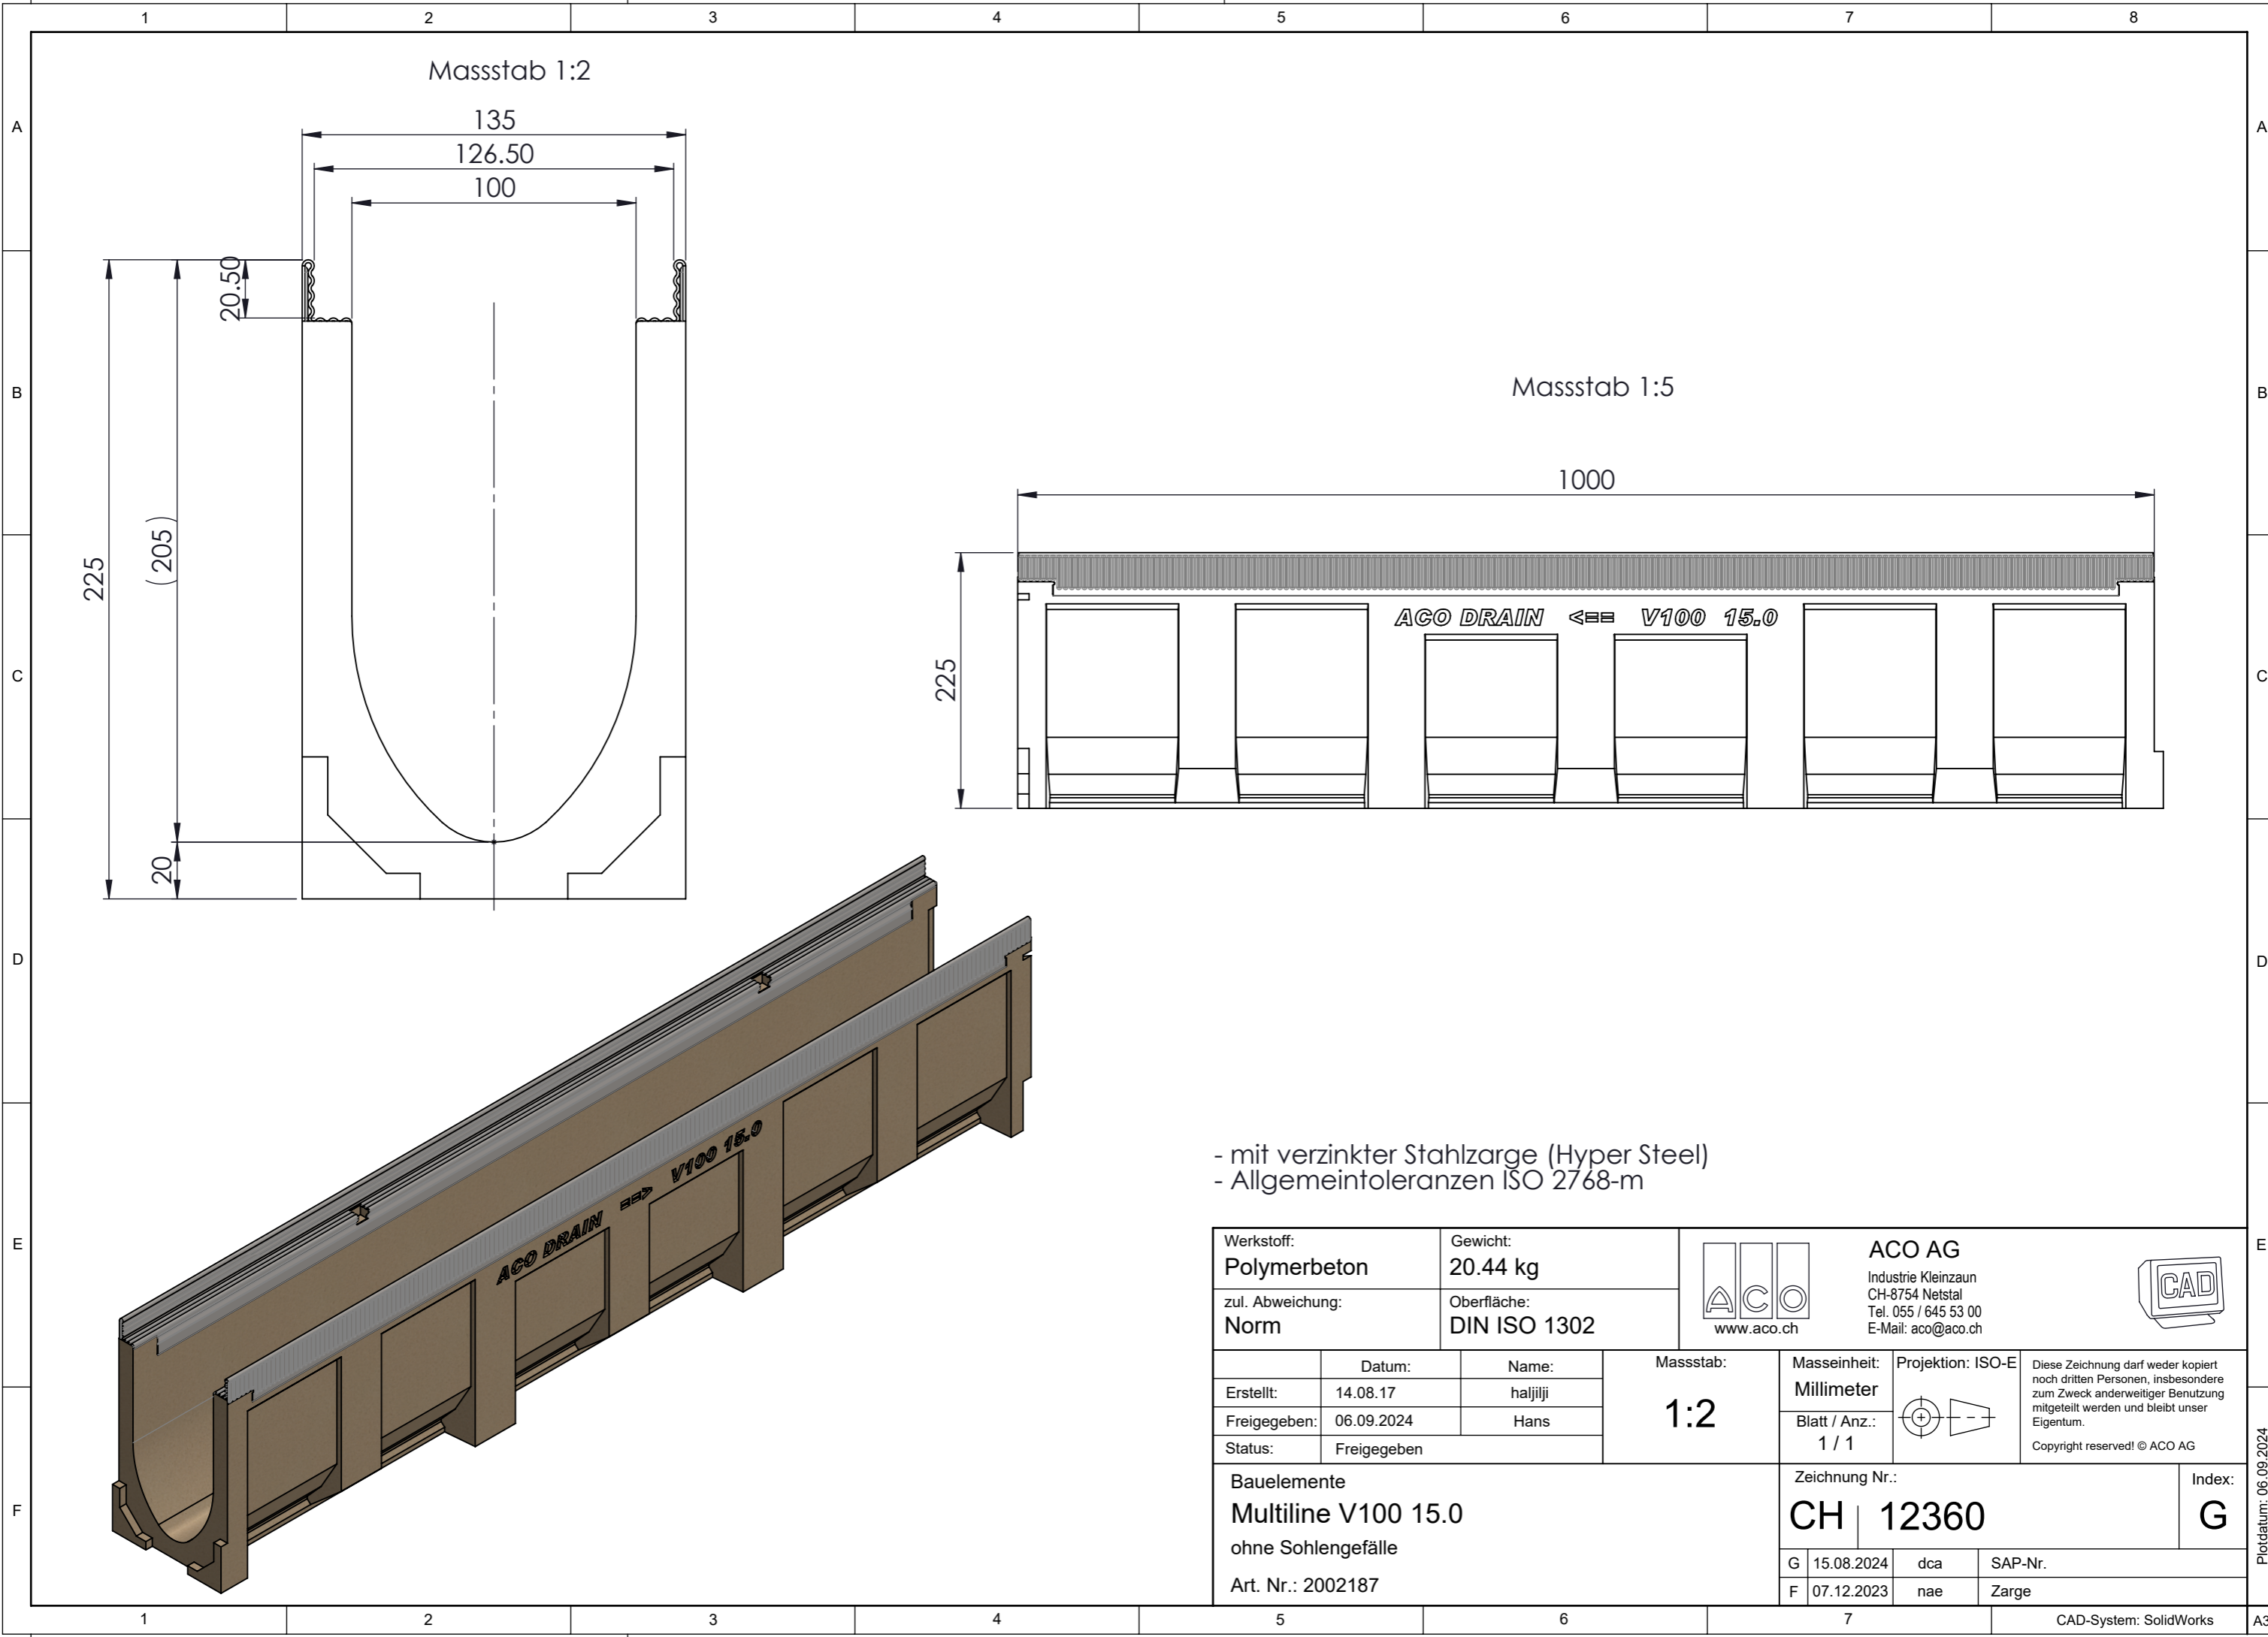 1 2 3 4 5 6 7 8
Massstab 1:2
A A
135
126.50
100
20.50
B B
Massstab 1:5
1000
(205)
225
ACO DRAIN <== V100 15.0
225
C C
20
D D
V100 15.0
<==
ACO DRAIN
- mit verzinkter Stahlzarge (Hyper Steel)
- Allgemeintoleranzen ISO 2768-m
E E
Werkstoff:
Polymerbeton
Gewicht:
20.44 kg
zul. Abweichung:
Norm
Oberfläche:
DIN ISO 1302
ACO
www.aco.ch
ACO AG
Industrie Kleinzaun
CH-8754 Netstal
Tel. 055 / 645 53 00
E-Mail: aco@aco.ch
CAD
Datum: Name:
Erstellt: 14.08.17 haljilji
Freigegeben: 06.09.2024 Hans
Status: Freigegeben
Massstab:
1:2
Masseinheit:
Millimeter
Blatt / Anz.:
1 / 1
Projektion: ISO-E
Diese Zeichnung darf weder kopiert
noch dritten Personen, insbesondere
zum Zweck anderweitiger Benutzung
mitgeteilt werden und bleibt unser
Eigentum.
Copyright reserved! © ACO AG
F
Bauelemente
Multiline V100 15.0
ohne Sohlengefälle
Art. Nr.: 2002187
Zeichnung Nr.:
CH 12360
Index:
G
G 15.08.2024 dca SAP-Nr.
F 07.12.2023 nae Zarge
Plotdatum: 06.09.2024
1 2 3 4 5 6 7
CAD-System: SolidWorks
A3